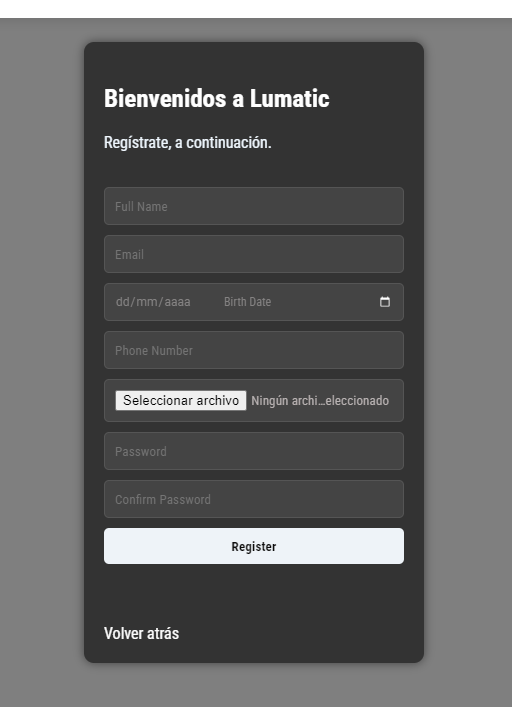 Bienvenidos a Lumatic
Regístrate, a continuación.
Full Name
Email
dd/mm/aaaa Birth Date
Phone Number
Seleccionar archivo Ningún archi...eleccionado
Password
Confirm Password
Register
Volver atrás